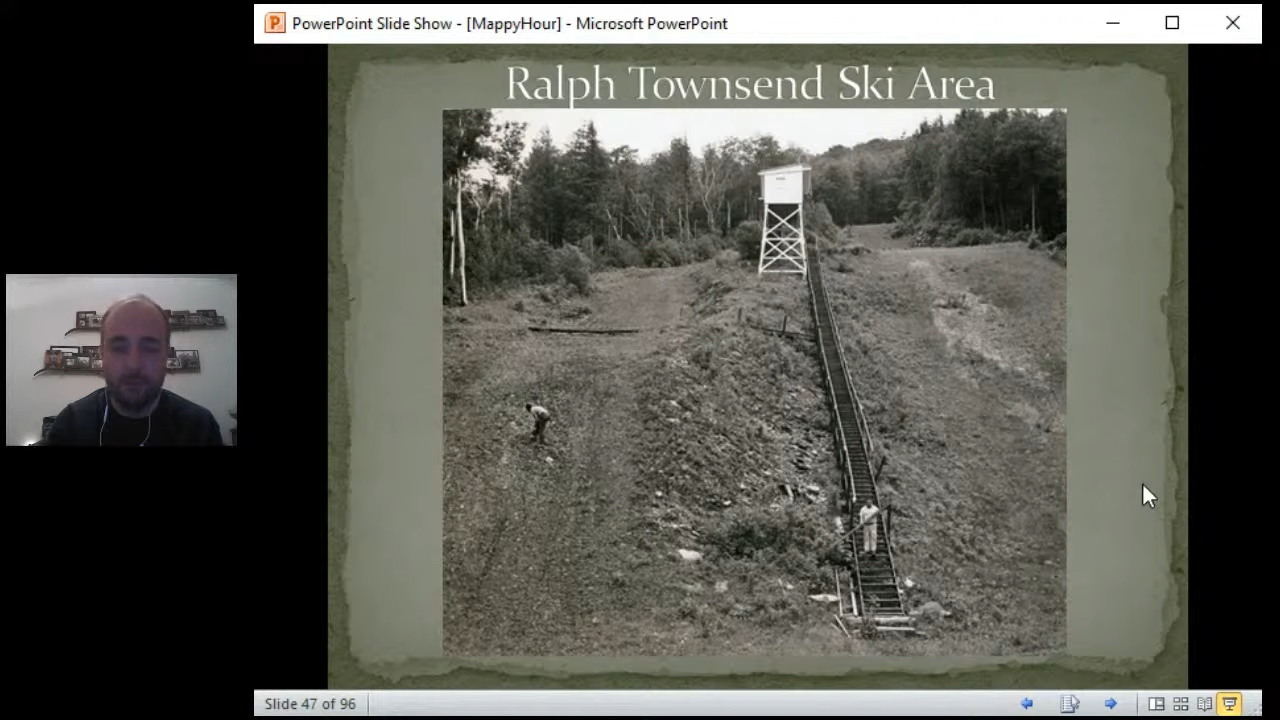 PowerPoint Slide Show - [MappyHour] - Microsoft PowerPoint
Ralph Townsend Ski Area
Slide 47 of 96